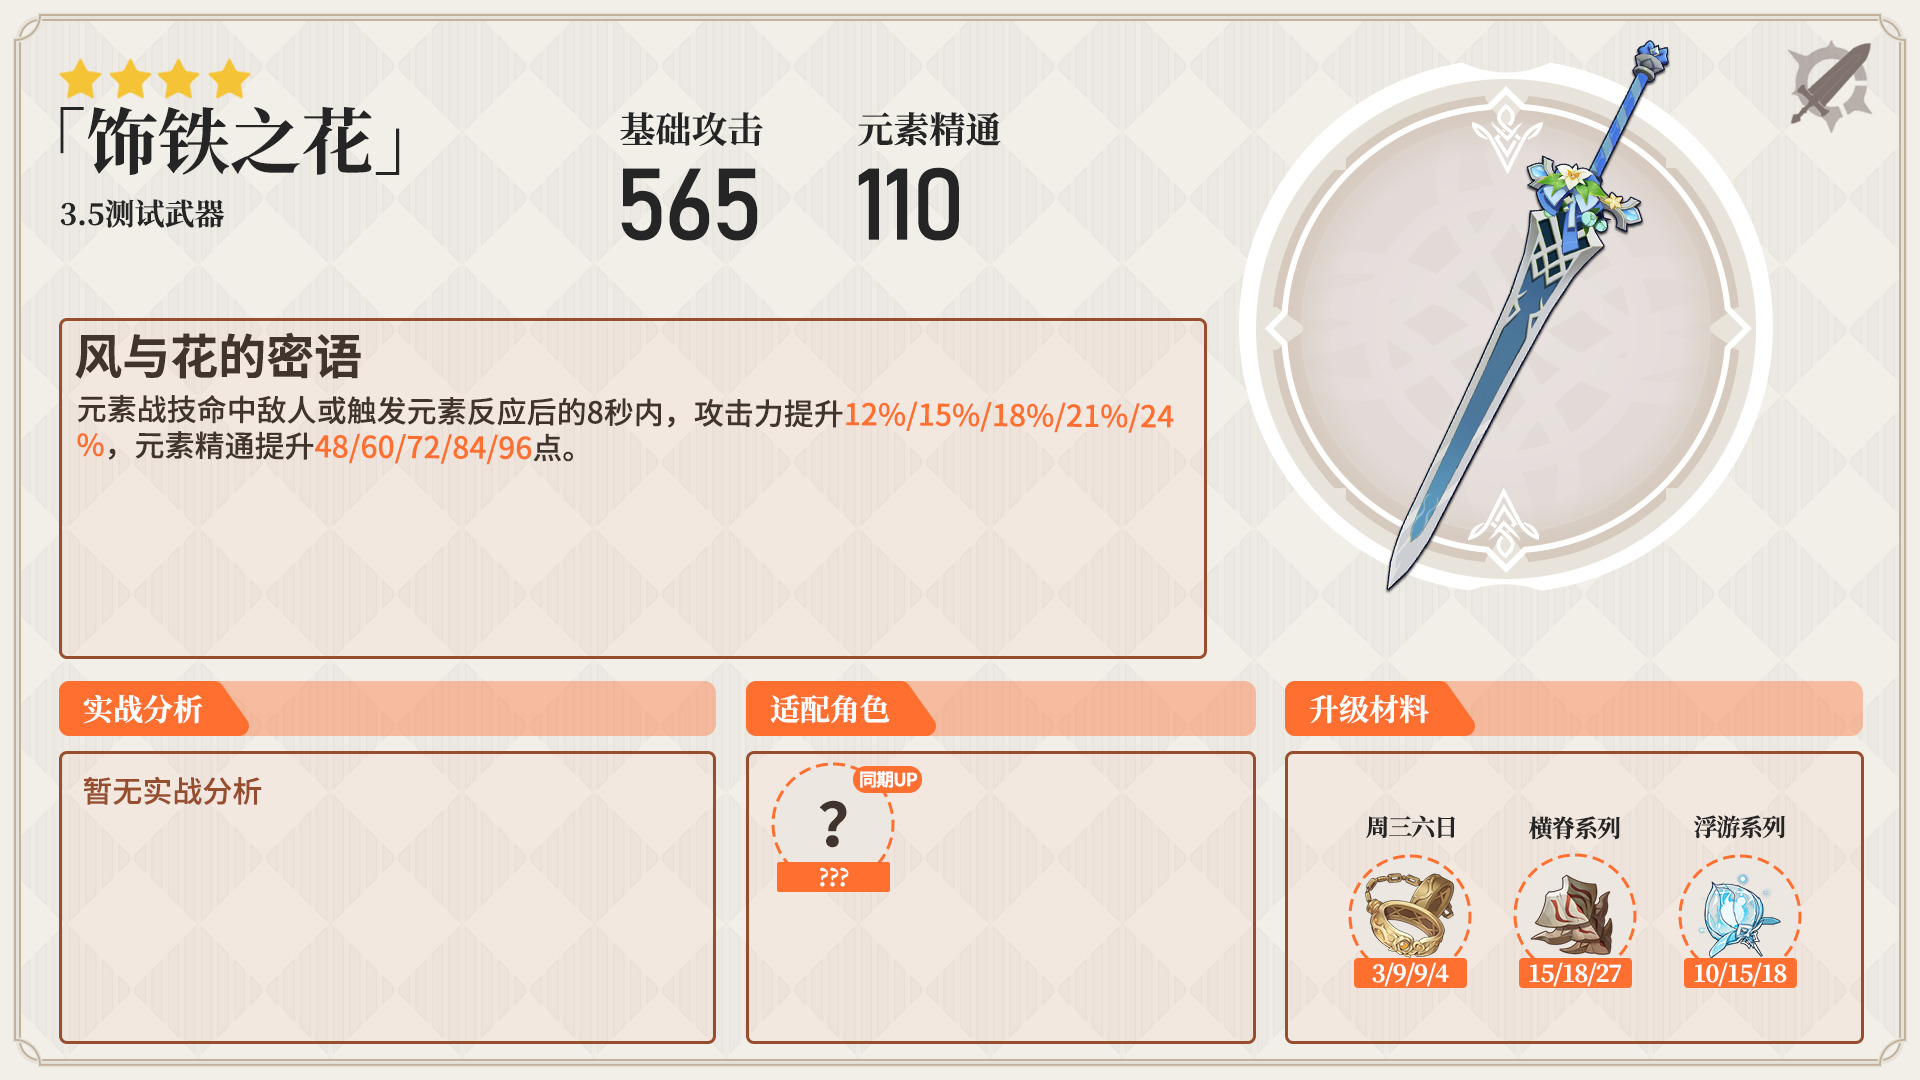 「饰铁之花」
3.5测试武器
基础攻击
565
元素精通
110
风与花的密语
元素战技命中敌人或触发元素反应后的8秒内，攻击力提升12%/15%/18%/21%/24
%，元素精通提升48/60/72/84/96点。
实战分析
暂无实战分析
适配角色
同期UP
?
???
升级材料
周三六日
横脊系列
浮游系列
3/9/9/4
15/18/27
10/15/18